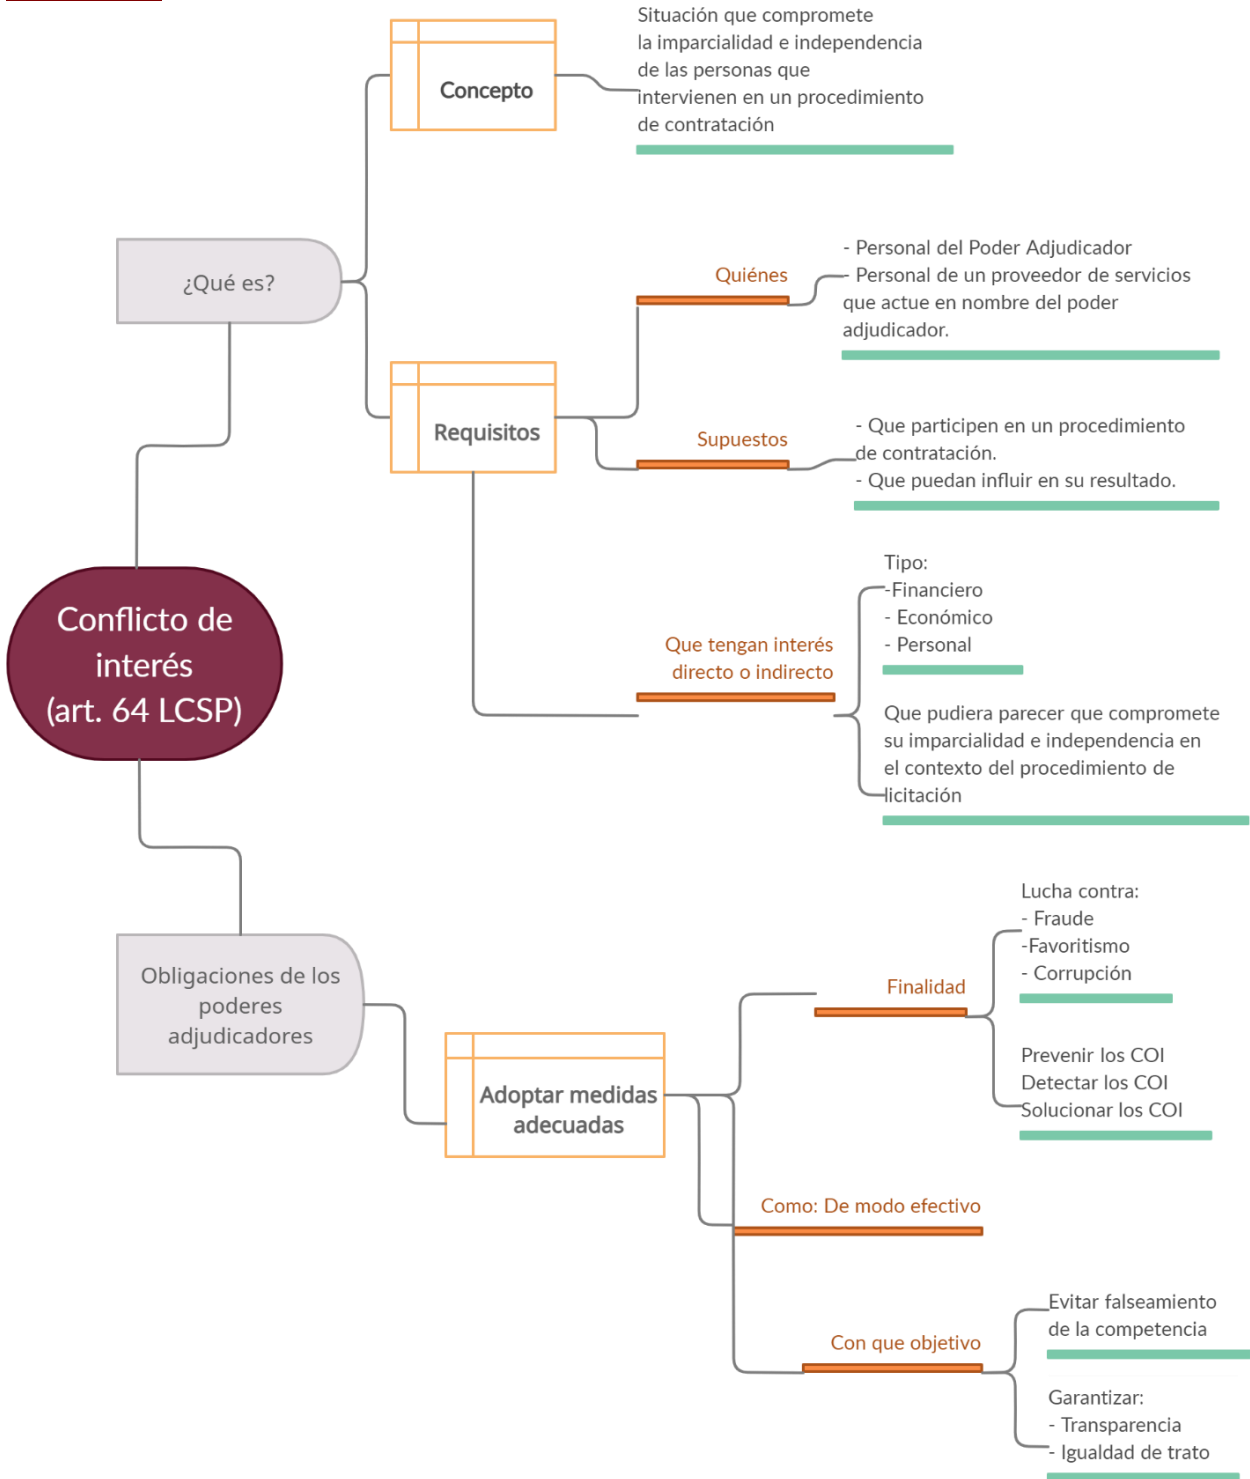 Situación que compromete
la imparcialidad e independencia
de las personas que
intervienen en un procedimiento
de contratación
Concepto
¿Qué es?
Quiénes
- Personal del Poder Adjudicador
- Personal de un proveedor de servicios
que actue en nombre del poder
adjudicador.
Requisitos
Supuestos
- Que participen en un procedimiento
de contratación.
- Que puedan influir en su resultado.
Que tengan interés
directo o indirecto
Tipo:
-Financiero
- Económico
- Personal
Que pudiera parecer que compromete
su imparcialidad e independencia en
el contexto del procedimiento de
licitación
Conflicto de
interés
(art. 64 LCSP)
Obligaciones de los
poderes
adjudicadores
Adoptar medidas
adecuadas
Finalidad
Lucha contra:
- Fraude
-Favoritismo
- Corrupción
Prevenir los COI
Detectar los COI
Solucionar los COI
Como: De modo efectivo
Con que objetivo
Evitar falseamiento
de la competencia
Garantizar:
- Transparencia
- Igualdad de trato